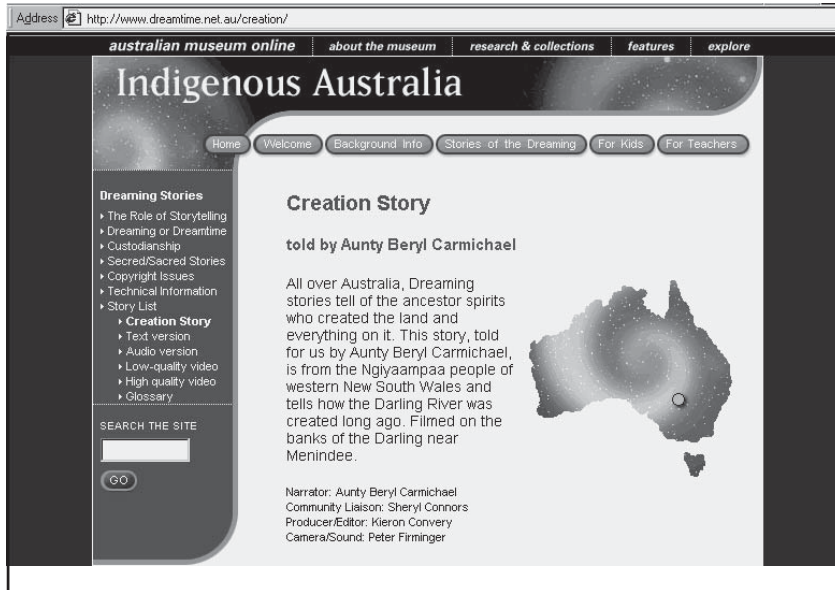 Address http://www.dreamtime.net.au/creation/
australian museum online about the museum research & collections features explore
Indigenous Australia
Home Welcome Background Info Stories of the Dreaming For Kids For Teachers
Dreaming Stories
The Role of Storytelling
Dreaming or Dreamtime
Custodianship
Secred/Sacred Stories
Copyright Issues
Technical Information
Story List
Creation Story
Text version
Audio version
Low-quality video
High quality video
Glossary
SEARCH THE SITE
GO
Creation Story
told by Aunty Beryl Carmichael
All over Australia, Dreaming
stories tell of the ancestor spirits
who created the land and
everything on it. This story, told
for us by Aunty Beryl Carmichael,
is from the Ngiyaampaa people of
western New South Wales and
tells how the Darling River was
created long ago. Filmed on the
banks of the Darling near
Menindee.
Narrator: Aunty Beryl Carmichael
Community Liaison: Sheryl Connors
Producer/Editor: Kieron Convery
Camera/Sound: Peter Firminger